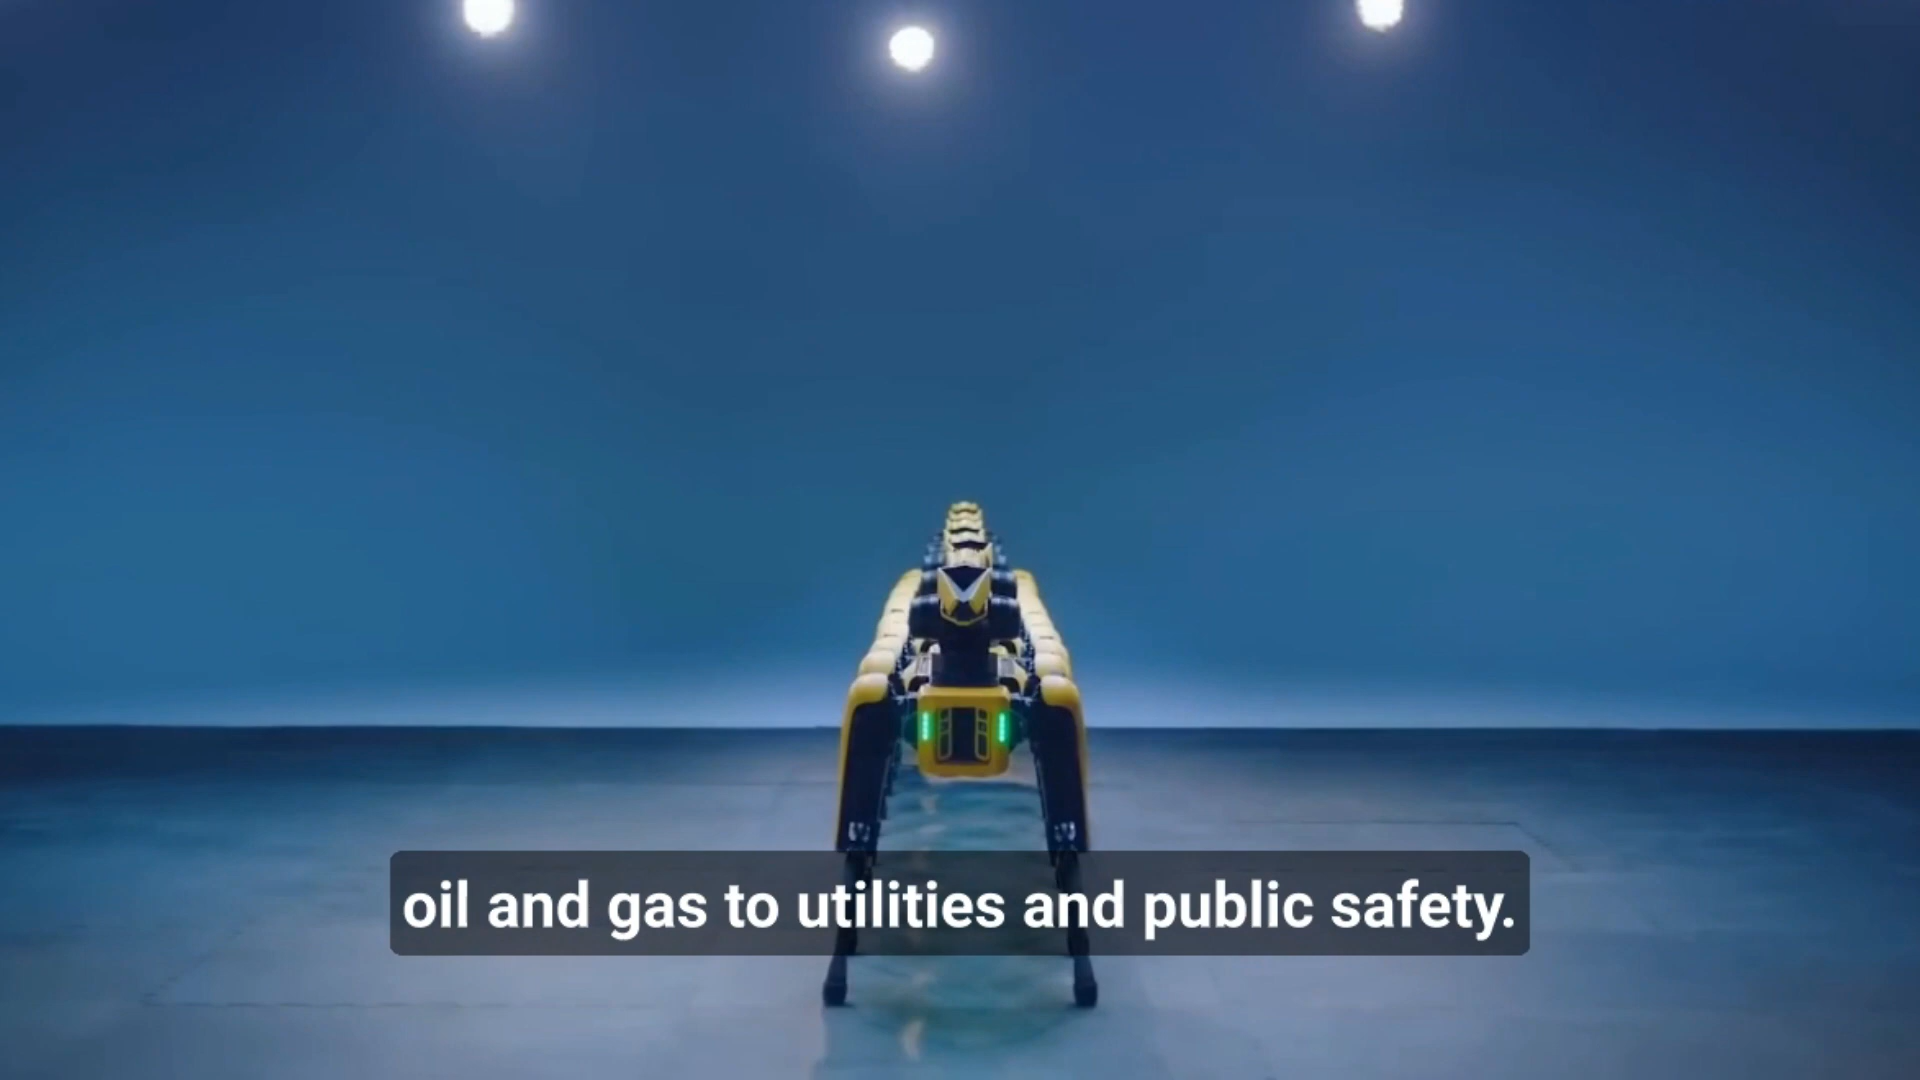 oil and gas to utilities and public safety.